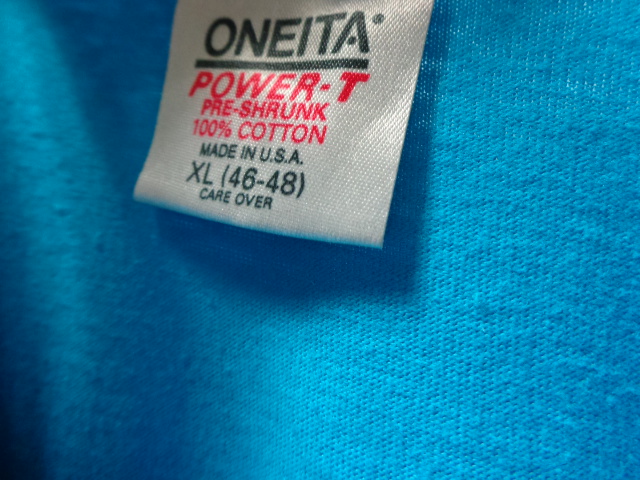 ONEITA®
POWER-T
PRE-SHRUNK
100% COTTON
MADE IN U.S.A.
XL (46-48)
CARE OVER